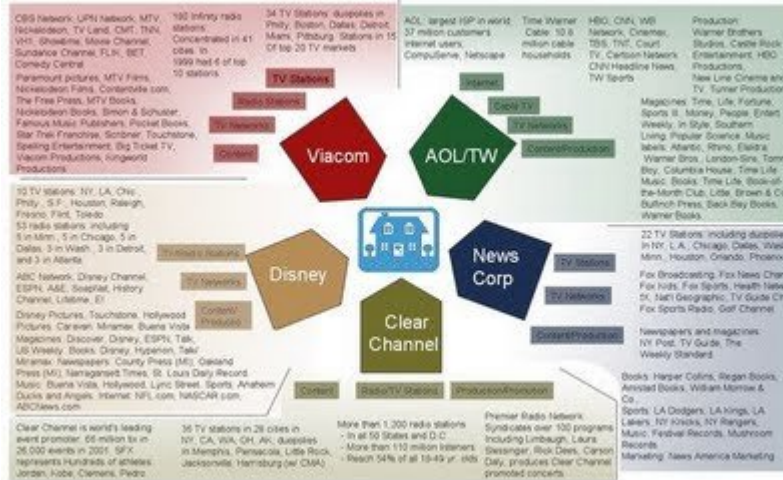 CBS Network, UPN Network, MTV,
Nickelodeon, TV Land, CMT, TNN,
VH1, Showtime, Movie Channel,
Sundance Channel, FLIX, BET,
Comedy Central
Paramount pictures, MTV Films,
Nickelodeon Films, Contentville.com,
The Free Press, MTV Books,
Nickelodeon Books, Simon & Shuster,
Famous Music Publishers, Pocket Books,
Star Trek Franchise, Scribner, Touchstone,
Spelling Entertainment, Big Ticket TV,
Viacom Productions, Kingworld
Productions
180 Infinity radio
stations.
Concentrated in 41
cities. In
1999 had 6 of top
10 stations.
34 TV Stations: duopolies in
Philly, Boston, Dallas, Detroit,
Miami, Pittsburg. Stations in 15
Of top 20 TV markets
TV Stations
Radio Stations
TV Networks
Content
Viacom
AOL, largest ISP in world
37 million customers
Internet users,
CompuServe, Netscape
Time Warner
Cable: 10.8
million cable
households
HBO, CNN, WB
Network, Cinemax,
TBS, TNT, Court
TV, Cartoon Network
CNN Headline News,
TW Sports
Production:
Warner Brothers
Studios, Castle Rock
Entertainment, HBO
Productions,
New Line Cinema
TV, Turner Production
Magazines: Time, Life, Fortune
Sports Ill., Money, People, Entert
Weekly, In Style, Southern
Living, Popular Science. Music
labels: Atlantic, Rhino, Elektra
Warner Bros., London-Sire,
Boy, Columbia House, Time Life
Music. Books: Time Life, Book-of-
the-Month Club, Little, Brown &
Bulfinch Press, Back Bay Books
Warner Books.
Internet
Cable TV
TV Networks
Content/Production
AOL/TW
10 TV stations: NY, LA, Chic.,
Philly., S.F., Houston, Raleigh,
Fresno, Flint, Toledo
53 radio stations: including
5 in Minn., 5 in Chicago, 5 in
Dallas, 3 in Wash., 3 in Detroit,
and 3 in Atlanta
ABC Network, Disney Channel,
ESPN, A&E, SoapNet, History
Channel, Lifetime, E!
Disney Pictures, Touchstone, Hollywood
Pictures, Caravan, Miramax, Buena Vista
Magazines: Discover, Disney, ESPN, Talk,
US Weekly. Books: Disney, Hyperion, Talk/
Miramax. Newspapers: County Press (MI), Oakland
Press (MI), Narragansett Times, St. Louis Daily Record.
Music: Buena Vista, Hollywood, Lyric Street. Sports: Anaheim
Ducks and Angels. Internet: NFL.com, NASCAR.com,
ABCNews.com
TV/Radio Stations
TV Networks
Content/
Productio
Disney
News
Corp
TV Stations
TV Networks
Content/Production
22 TV Stations: including duopolies
In NY, L.A., Chicago, Dallas,
Minn., Houston, Orlando, Phoenix
Fox Broadcasting, Fox News Ch
Fox kids, Fox Sports, Health Net
FX, Nat'l Geographic, TV Guide C
Fox Sports Radio, Golf Channel
Newspapers and magazines:
NY Post, TV Guide, The
Weekly Standard.
Books: Harper Collins, Regan Books,
Amistad Books, William Morrow &
Co.
Sports: LA Dodgers, LA Kings, LA
Lakers, NY Knicks, NY Rangers,
Music: Festival Records, Mushroom
Records
Marketing: News America Marketing
Clear
Channel
Content
Radio/TV Stations
Production/Promotion
Clear Channel is world's leading
event promoter: 66 million tix in
26,000 events in 2001. SFX
represents Hundreds of athletes:
Jordan, Kobe, Clemens, Pedro
36 TV stations in 28 cities in
NY, CA, WA, OH, AK; duopolies
In Memphis, Pensacola, Little Rock,
Jacksonville, Harrisburg (w/ CMA)
More than 1,200 radio stations
- In all 50 States and D.C.
- More than 110 million listeners
- Reach 54% of all 18-49 yr. olds
Premier Radio Network:
Syndicates over 100 programs
Including Limbaugh, Laura
Slessinger, Rick Dees, Carson
Daly, produces Clear Channel
promoted concerts.